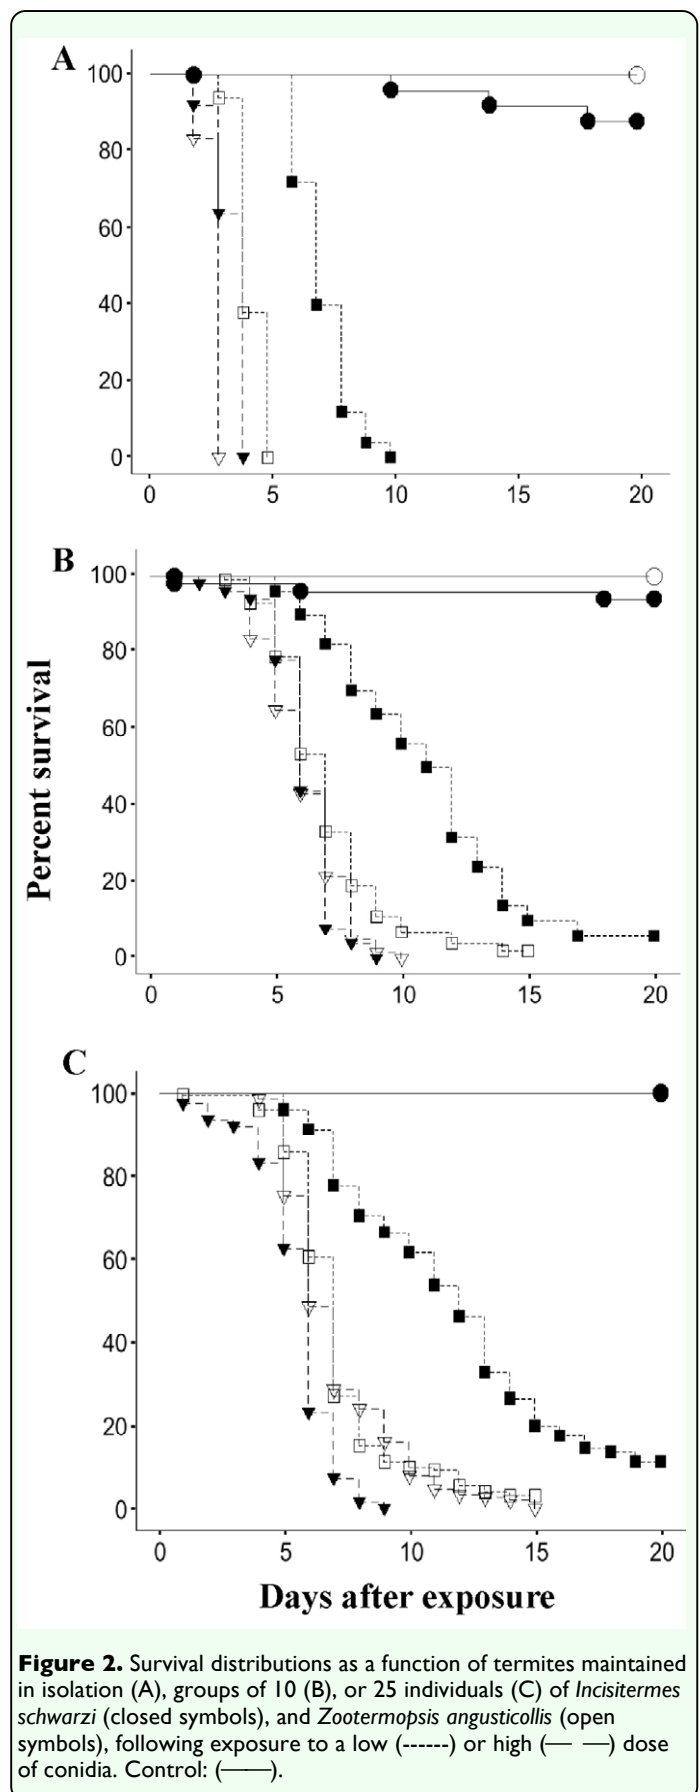 A
100
80
60
40
20
0
0 5 10 15 20
B
100
80
60
40
20
0
0 5 10 15 20
Percent survival
C
100
80
60
40
20
0
0 5 10 15 20
Days after exposure
Figure 2. Survival distributions as a function of termites maintained
in isolation (A), groups of 10 (B), or 25 individuals (C) of Incisitermes
schwarzi (closed symbols), and Zootermopsis angusticollis (open
symbols), following exposure to a low (------) or high (— —) dose
of conidia. Control: (——).